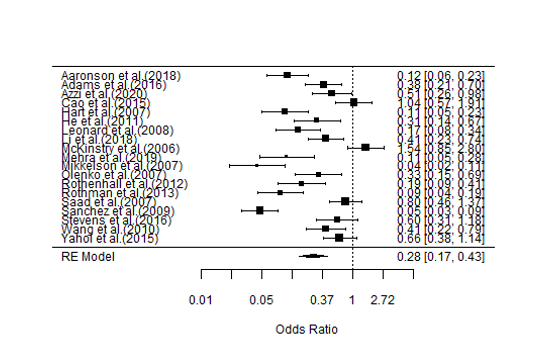 Aaronson et al.(2018) 0.12 [0.06, 0.23]
Adams et al.(2016) 0.38 [0.21, 0.70]
Azzi et al.(2020) 0.51 [0.26, 0.98]
Cao et al.(2015) 1.04 [0.57, 1.91]
Hart et al.(2007) 0.11 [0.05, 0.23]
He et al.(2011) 0.31 [0.14, 0.67]
Leonard et al.(2008) 0.17 [0.08, 0.34]
Li et al.(2018) 0.41 [0.23, 0.74]
McKinstry et al.(2006) 1.54 [0.85, 2.80]
Mehra et al.(2019) 0.11 [0.05, 0.28]
Mikkelson et al.(2007) 0.04 [0.02, 0.11]
Olenko et al.(2007) 0.33 [0.15, 0.69]
Rothenhall et al.(2012) 0.19 [0.09, 0.41]
Rothman et al.(2013) 0.09 [0.04, 0.19]
Saad et al.(2007) 0.80 [0.46, 1.37]
Sanchez et al.(2009) 0.05 [0.03, 0.09]
Stevens et al.(2016) 0.60 [0.31, 1.18]
Wang et al.(2010) 0.41 [0.22, 0.79]
et al.(2015) 0.66 [0.38, 1.14]
RE Model 0.28 [0.17, 0.43]
0.01 0.05 0.37 1 2.72
Odds Ratio